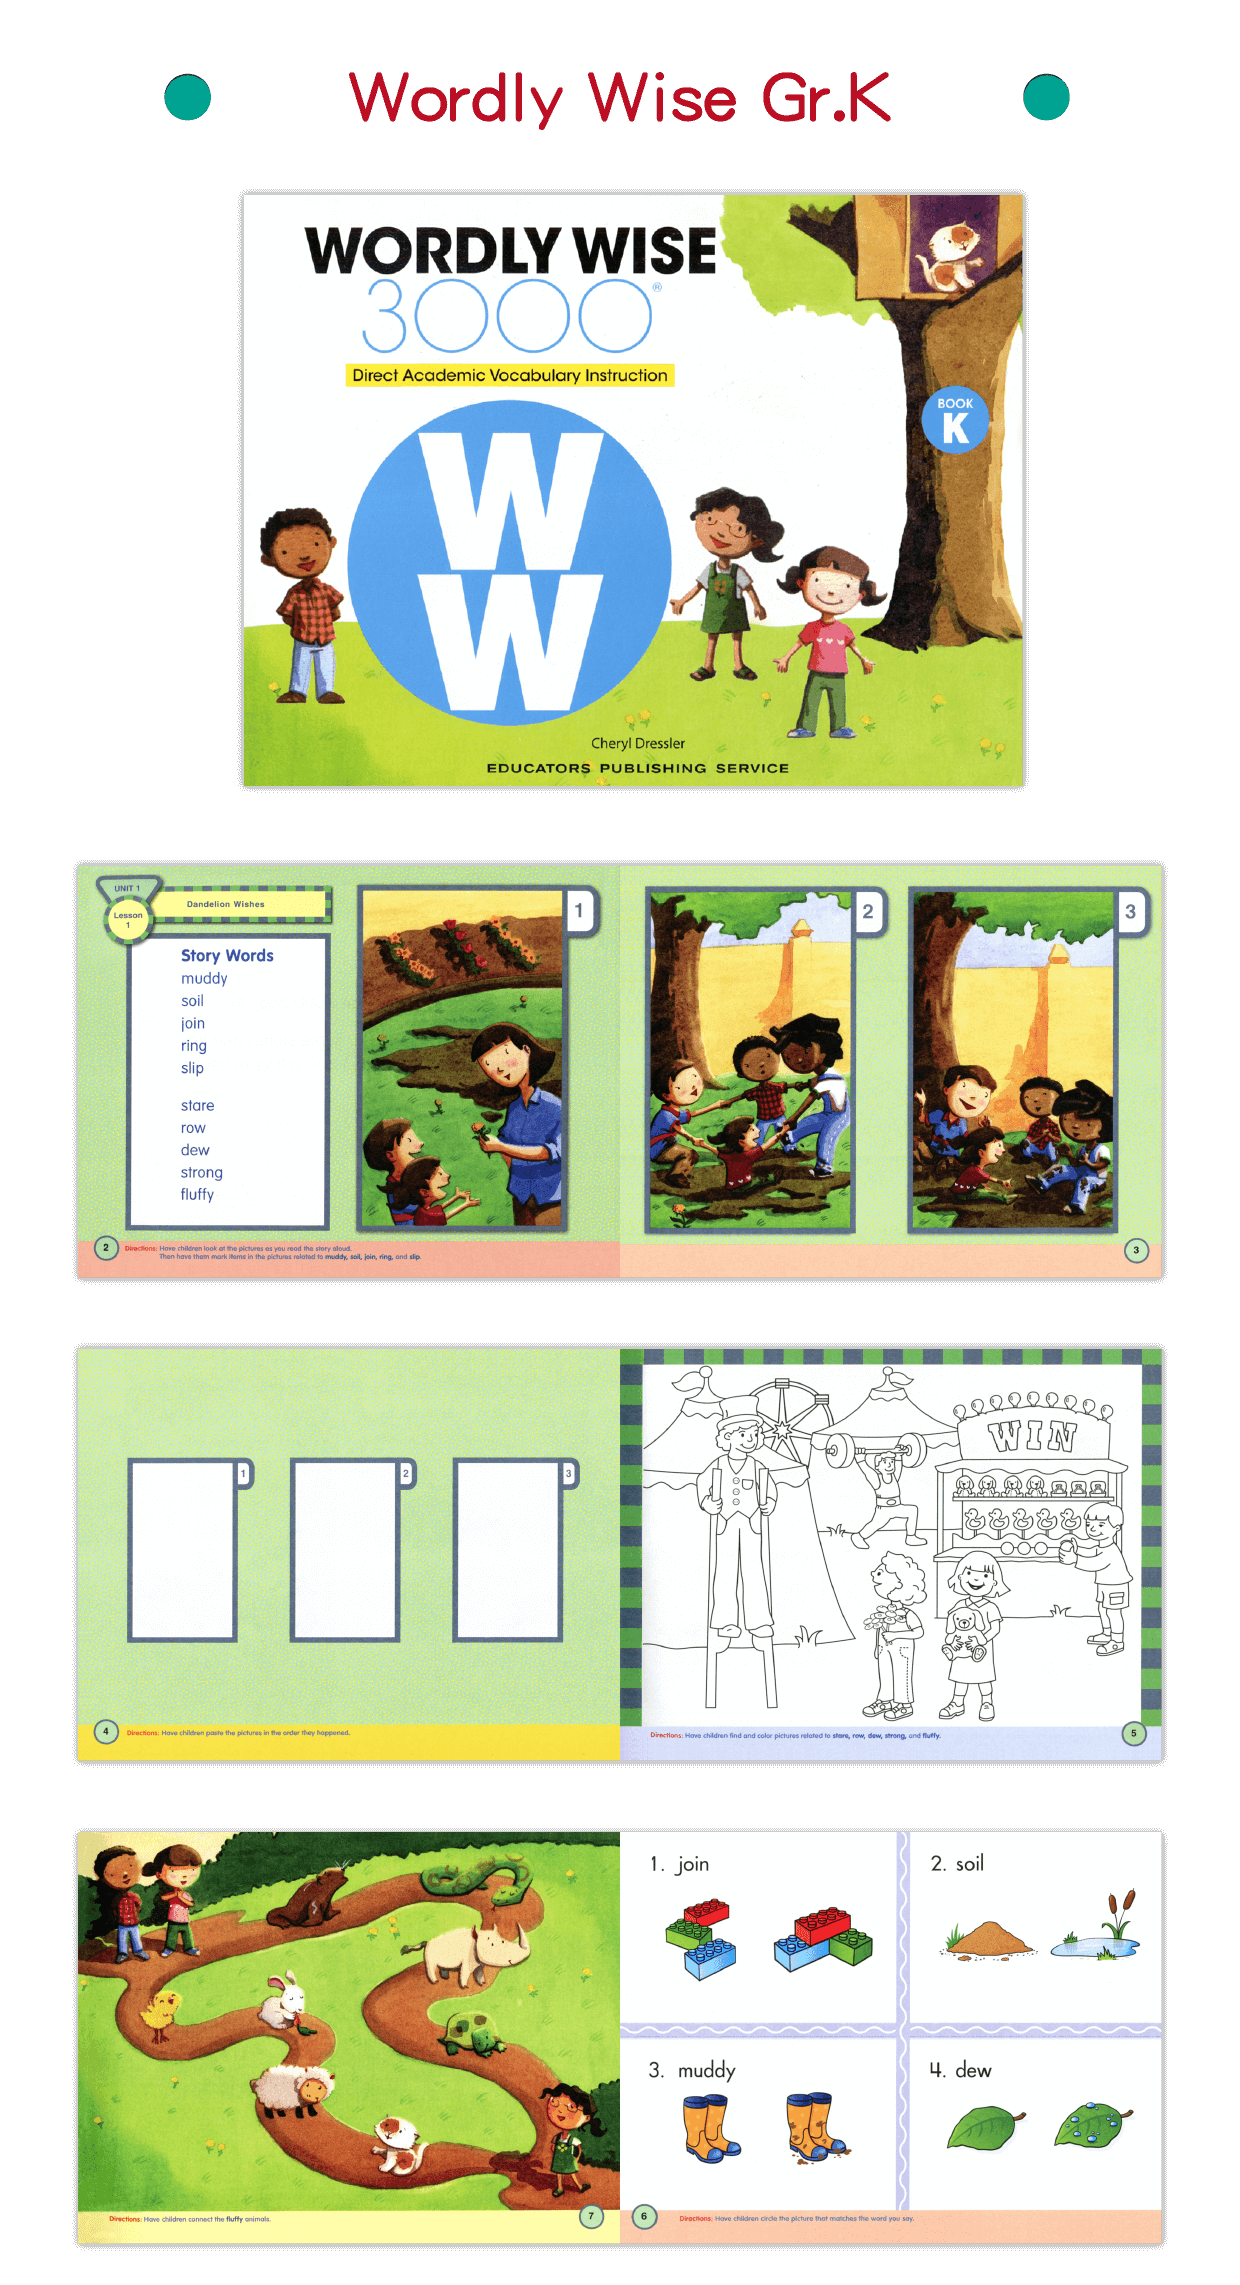 Wordly Wise Gr.K
WORDLY WISE
3000®
Direct Academic Vocabulary Instruction
BOOK
K
W
W
Cheryl Dressler
EDUCATORS PUBLISHING SERVICE
UNIT 1
Lesson
1
Dandelion Wishes
Story Words
muddy
soil
join
ring
slip
stare
row
dew
strong
fluffy
1
2
3
2
Directions: Have children look at the pictures as you read the story aloud.
Then have them mark items in the pictures related to muddy, soil, join, ring, and slip.
3
1
2
3
WIN
4
Directions: Have children paste the pictures in the order they happened.
Directions: Have children find and color pictures related to stare, row, dew, strong, and fluffy.
5
1. join
2. soil
3. muddy
4. dew
Directions: Have children connect the fluffy animals.
7
6
Directions: Have children circle the picture that matches the word you say.